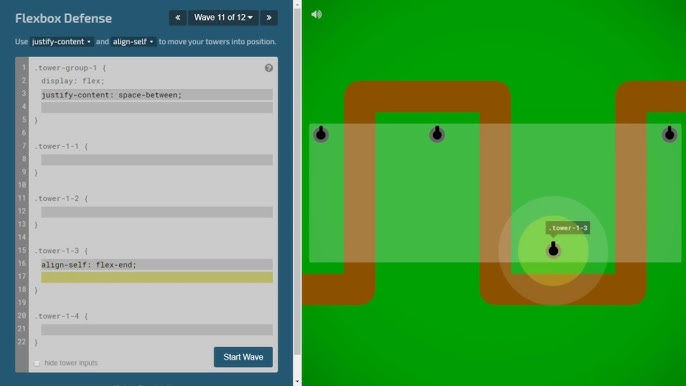 Flexbox Defense
« Wave 11 of 12 »
Use justify-content and align-self to move your towers into position.
1 .tower-group-1 {
2 display: flex;
3 justify-content: space-between;
4
5 }
6
7 .tower-1-1 {
8
9 }
10
11 .tower-1-2 {
12
13 }
14
15 .tower-1-3 {
16 align-self: flex-end;
17
18 }
19
20 .tower-1-4 {
21
22 }
?
hide tower inputs
Start Wave
.tower-1-3